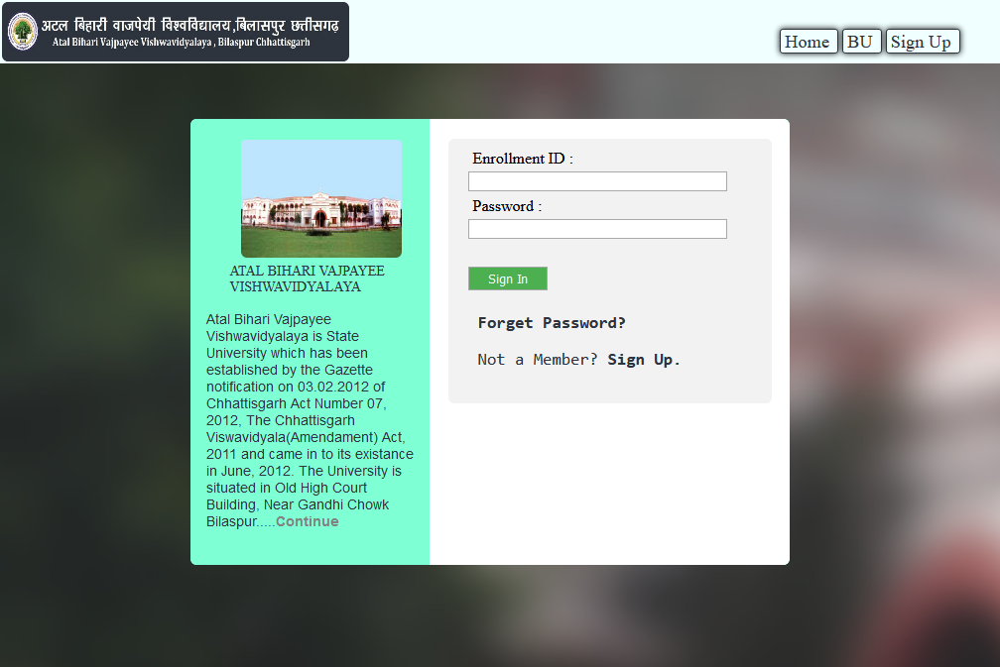 अटल बिहारी वाजपेयी विश्वविद्यालय,बिलासपुर छत्तीसगढ़
Atal Bihari Vajpayee Vishwavidyalaya , Bilaspur Chhattisgarh
Home BU Sign Up
ATAL BIHARI VAJPAYEE
VISHWAVIDYALAYA
Atal Bihari Vajpayee
Vishwavidyalaya is State
University which has been
established by the Gazette
notification on 03.02.2012 of
Chhattisgarh Act Number 07,
2012, The Chhattisgarh
Viswavidyala(Amendament) Act,
2011 and came in to its existance
in June, 2012. The University is
situated in Old High Court
Building, Near Gandhi Chowk
Bilaspur.....Continue
Enrollment ID :
Password :
Sign In
Forget Password?
Not a Member? Sign Up.